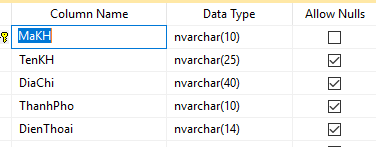 Column Name Data Type Allow Nulls
MaKH nvarchar(10)
TenKH nvarchar(25)
DiaChi nvarchar(40)
ThanhPho nvarchar(10)
DienThoai nvarchar(14)